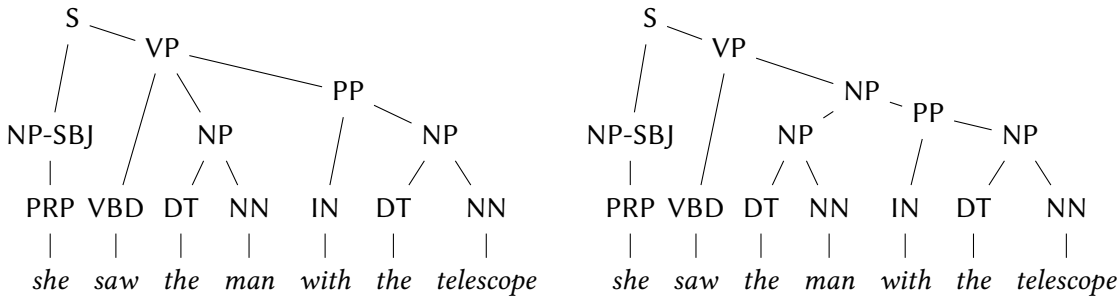 S S
VP VP
PP NP
PP
NP-SBJ NP NP NP-SBJ NP NP
PRP VBD DT NN IN DT NN PRP VBD DT NN IN DT NN
she saw the man with the telescope she saw the man with the telescope